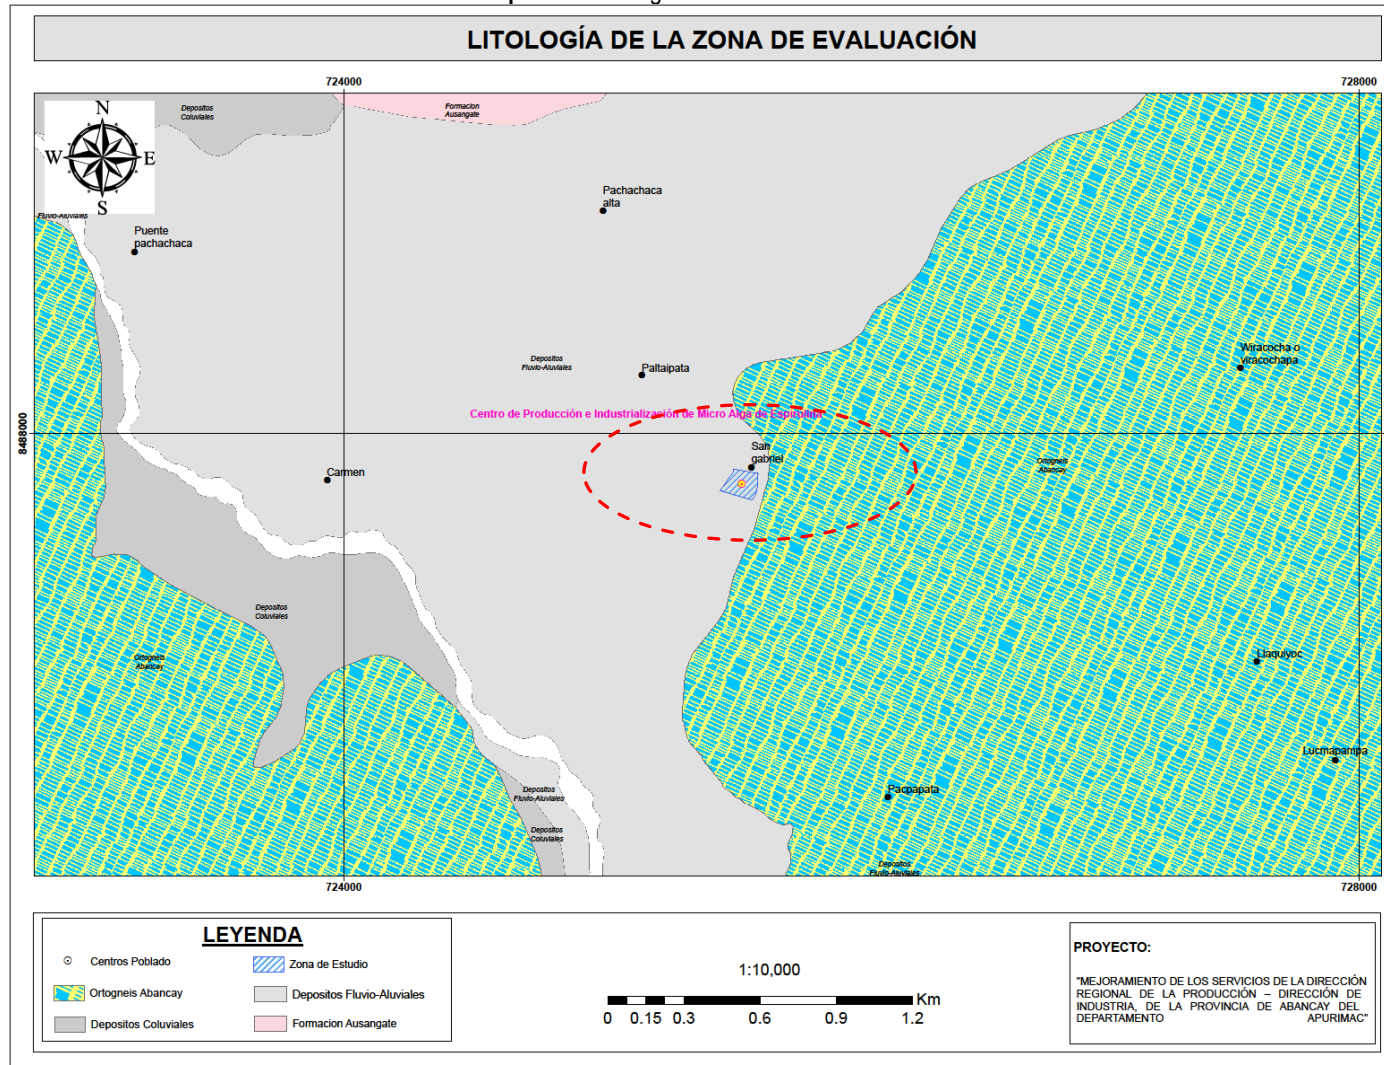 LITOLOGÍA DE LA ZONA DE EVALUACIÓN
724000
728000
Depositos
Coluviales
Formacion
Ausangate
N
W
E
S
Fluvio-Aluviales
Puente
pachachaca
Pachachaca
alta
Depositos
Fluvio-Aluviales
Paltaipata
Wiracocha o
viracochapa
Centro de Producción e Industrialización de Micro Alga de Espirulina
8488000
San
gabriel
Carmen
Ortogneis
Abancay
Depositos
Coluviales
Ortogneis
Abancay
Llaquiyoc
Lucmapampa
Pacpapata
Depositos
Fluvio-Aluviales
Depositos
Coluviales
Depositos
Fluvio-Aluviales
724000
728000
LEYENDA
Centros Poblado
Zona de Estudio
Ortogneis Abancay
Depositos Fluvio-Aluviales
Depositos Coluviales
Formacion Ausangate
1:10,000
Km
0 0.15 0.3 0.6 0.9 1.2
PROYECTO:
"MEJORAMIENTO DE LOS SERVICIOS DE LA DIRECCIÓN
REGIONAL DE LA PRODUCCIÓN – DIRECCIÓN DE
INDUSTRIA, DE LA PROVINCIA DE ABANCAY DEL
DEPARTAMENTO APURIMAC"